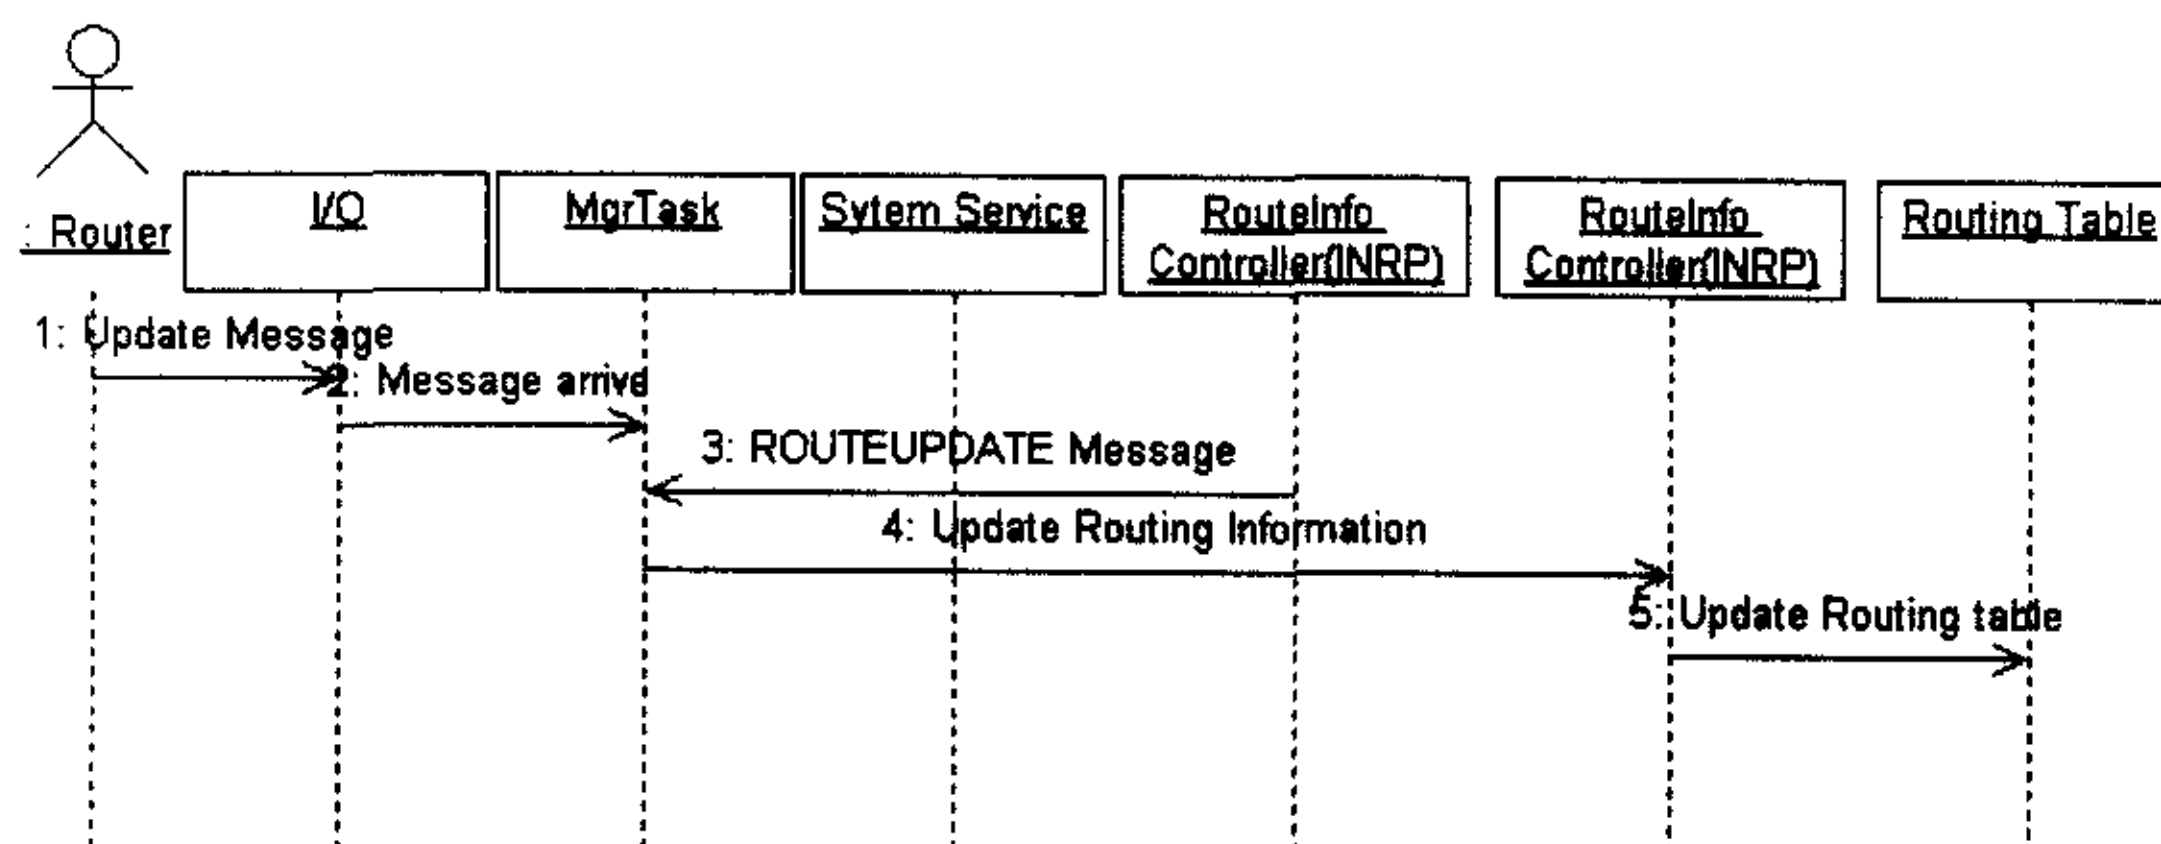 : Router
I/O
MgrTask
Sytem Service
RouteInfo
Controller(INRP)
RouteInfo
Controller(INRP)
Routing Table
1: Update Message
2: Message arrive
3: ROUTEUPDATE Message
4: Update Routing Information
5: Update Routing table